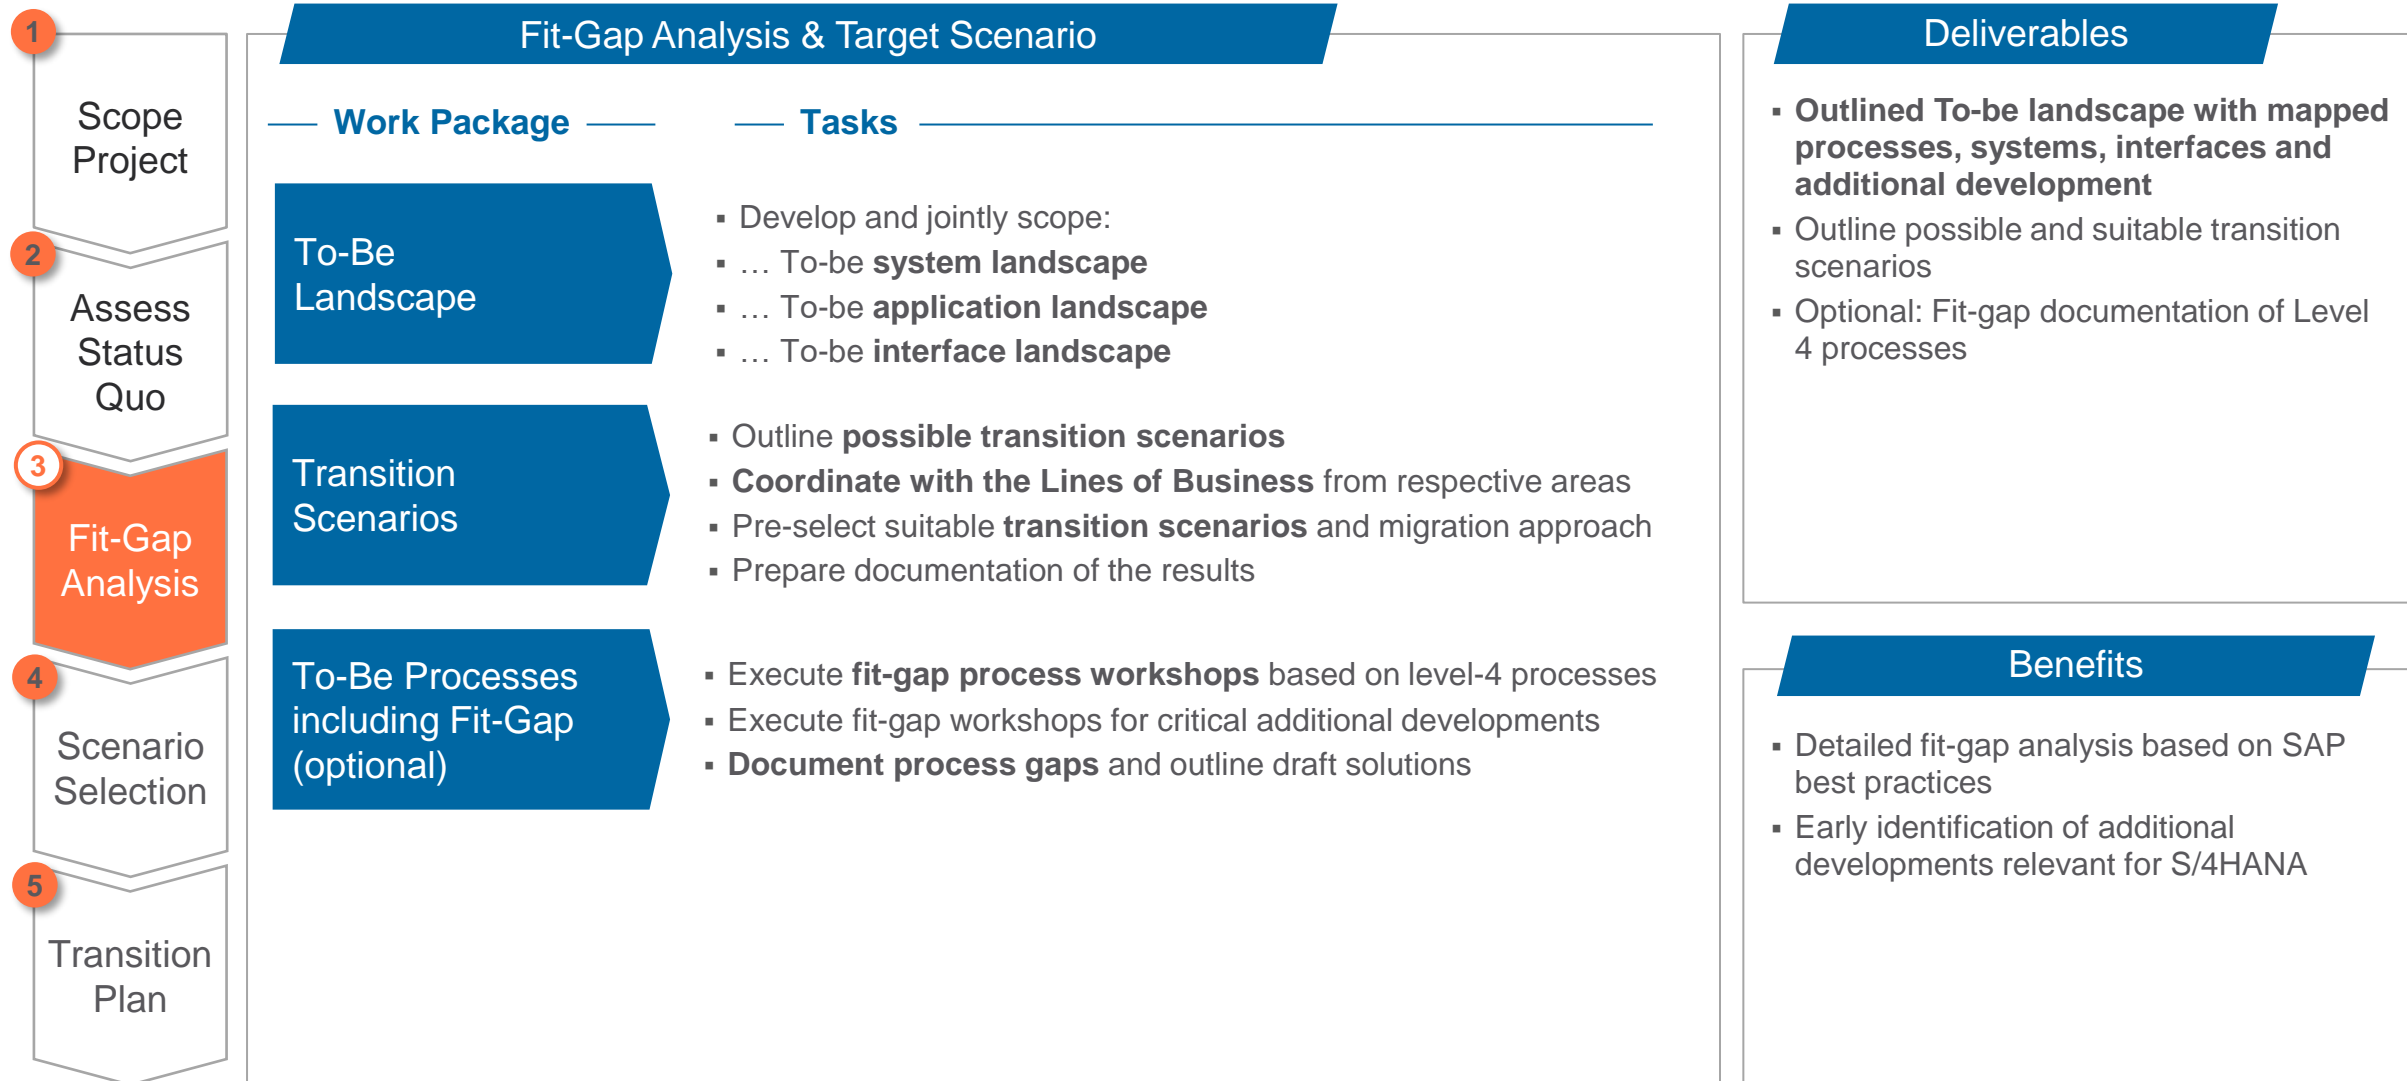 1
Scope
Project
2
Assess
Status
Quo
3
Fit-Gap
Analysis
4
Scenario
Selection
5
Transition
Plan
Fit-Gap Analysis & Target Scenario
Work Package
Tasks
To-Be
Landscape
▪ Develop and jointly scope:
▪ … To-be system landscape
▪ … To-be application landscape
▪ … To-be interface landscape
Transition
Scenarios
▪ Outline possible transition scenarios
▪ Coordinate with the Lines of Business from respective areas
▪ Pre-select suitable transition scenarios and migration approach
▪ Prepare documentation of the results
To-Be Processes
including Fit-Gap
(optional)
▪ Execute fit-gap process workshops based on level-4 processes
▪ Execute fit-gap workshops for critical additional developments
▪ Document process gaps and outline draft solutions
Deliverables
▪ Outlined To-be landscape with mapped
processes, systems, interfaces and
additional development
▪ Outline possible and suitable transition
scenarios
▪ Optional: Fit-gap documentation of Level
4 processes
Benefits
▪ Detailed fit-gap analysis based on SAP
best practices
▪ Early identification of additional
developments relevant for S/4HANA